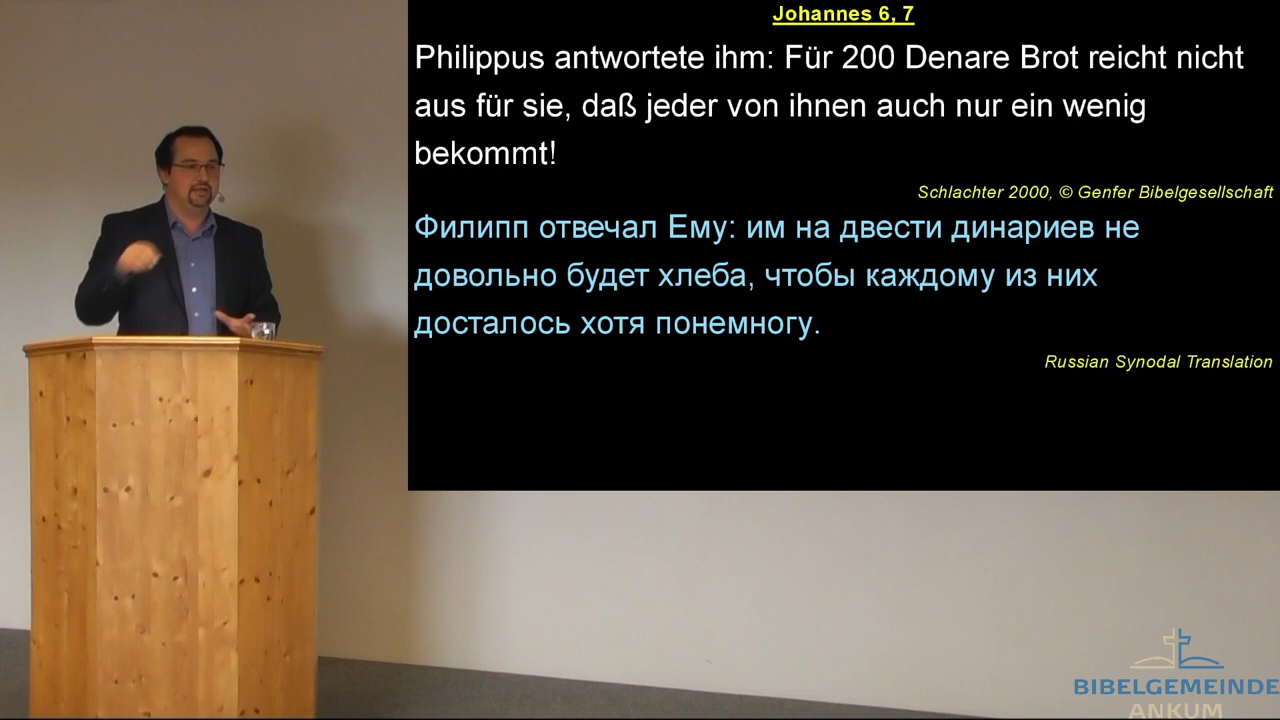 Johannes 6, 7
Philippus antwortete ihm: Für 200 Denare Brot reicht nicht
aus für sie, daß jeder von ihnen auch nur ein wenig
bekommt!
Schlachter 2000, © Genfer Bibelgesellschaft
Филипп отвечал Ему: им на двести динариев не
довольно будет хлеба, чтобы каждому из них
досталось хотя понемногу.
Russian Synodal Translation
BIBELGEMEINDE
ANKUM